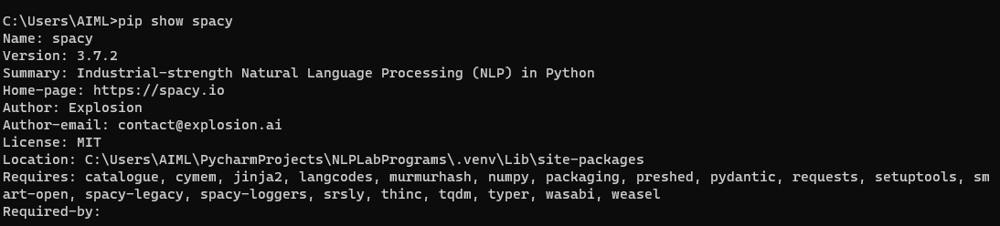 C:\Users\AIML>pip show spacy
Name: spacy
Version: 3.7.2
Summary: Industrial-strength Natural Language Processing (NLP) in Python
Home-page: https://spacy.io
Author: Explosion
Author-email: contact@explosion.ai
License: MIT
Location: C:\Users\AIML\PycharmProjects\NLPLabPrograms\.venv\Lib\site-packages
Requires: catalogue, cymem, jinja2, langcodes, murmurhash, numpy, packaging, preshed, pydantic, requests, setuptools, sm
art-open, spacy-legacy, spacy-loggers, srsly, thinc, tqdm, typer, wasabi, weasel
Required-by: